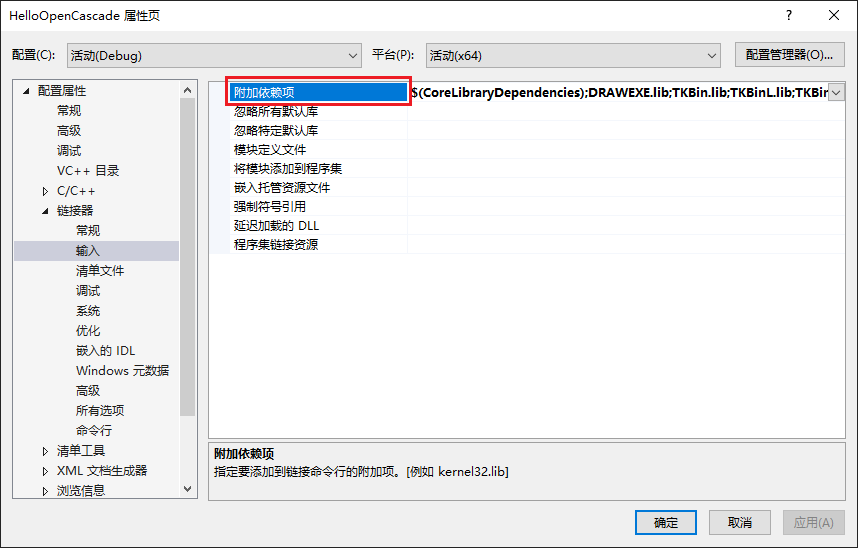 HelloOpenCascade 属性页
配置(C):
活动(Debug)
平台(P):
活动(x64)
配置管理器(O)...
配置属性
常规
高级
调试
VC++ 目录
C/C++
链接器
常规
输入
清单文件
调试
系统
优化
嵌入的 IDL
Windows 元数据
高级
所有选项
命令行
清单工具
XML 文档生成器
浏览信息
附加依赖项
$(CoreLibraryDependencies);DRAWEXE.lib;TKBin.lib;TKBinL.lib;TKBin
忽略所有默认库
忽略特定默认库
模块定义文件
将模块添加到程序集
嵌入托管资源文件
强制符号引用
延迟加载的 DLL
程序集链接资源
附加依赖项
指定要添加到链接命令行的附加项。[例如 kernel32.lib]
确定
取消
应用(A)